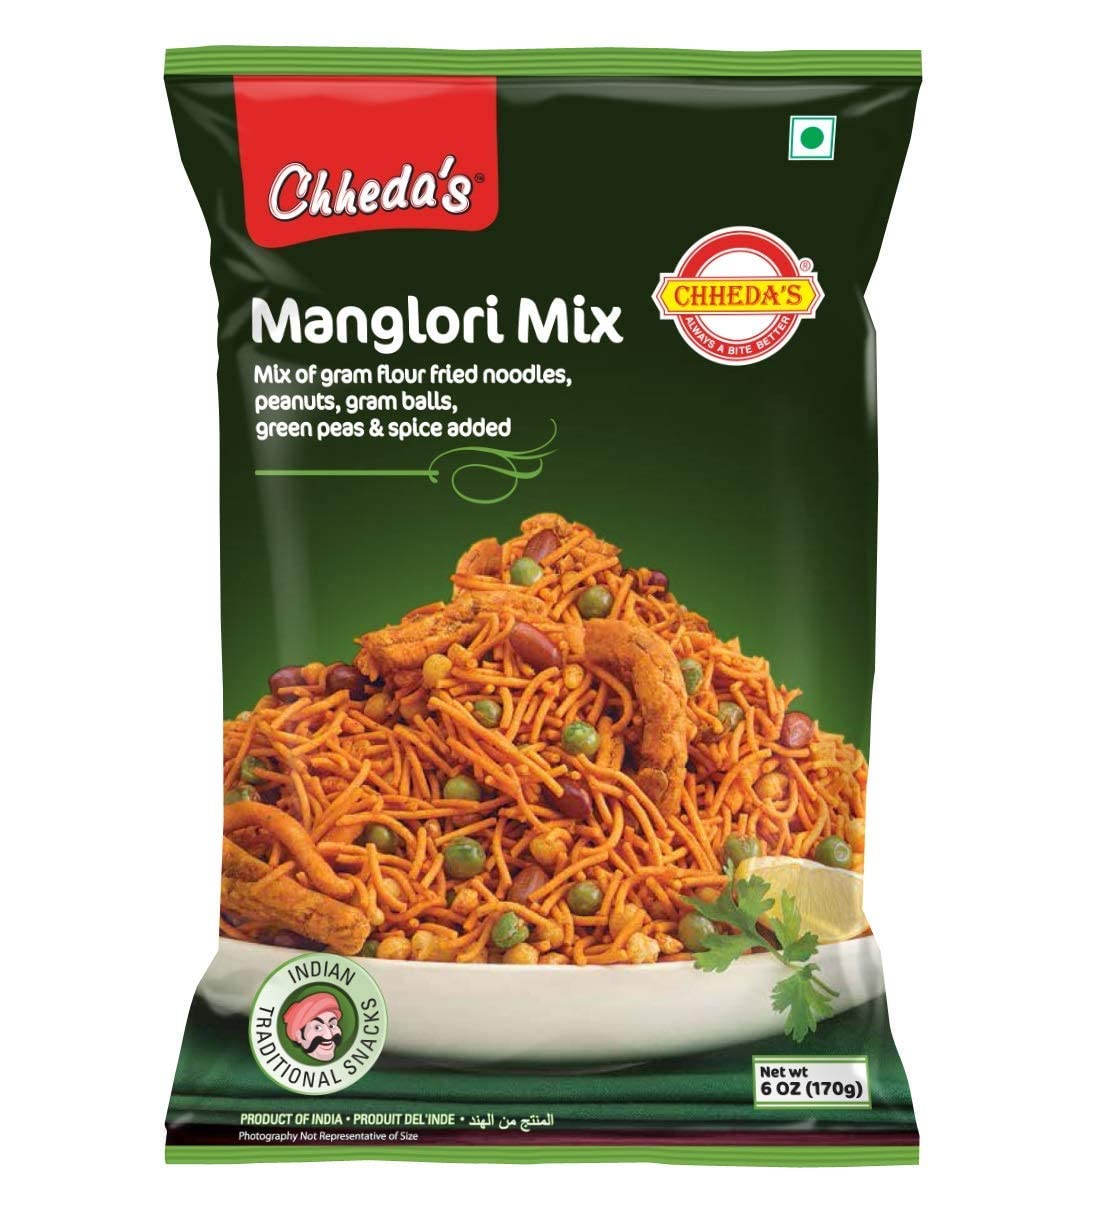 Chheda's™
CHHEDA'S®
ALWAYS A BITE BETTER
Manglori Mix
Mix of gram flour fried noodles,
peanuts, gram balls,
green peas & spice added
INDIAN
TRADITIONAL SNACKS
Net wt
6 OZ (170g)
PRODUCT OF INDIA • PRODUIT DEL'INDE • المنتج من الهند
Photography Not Representative of Size